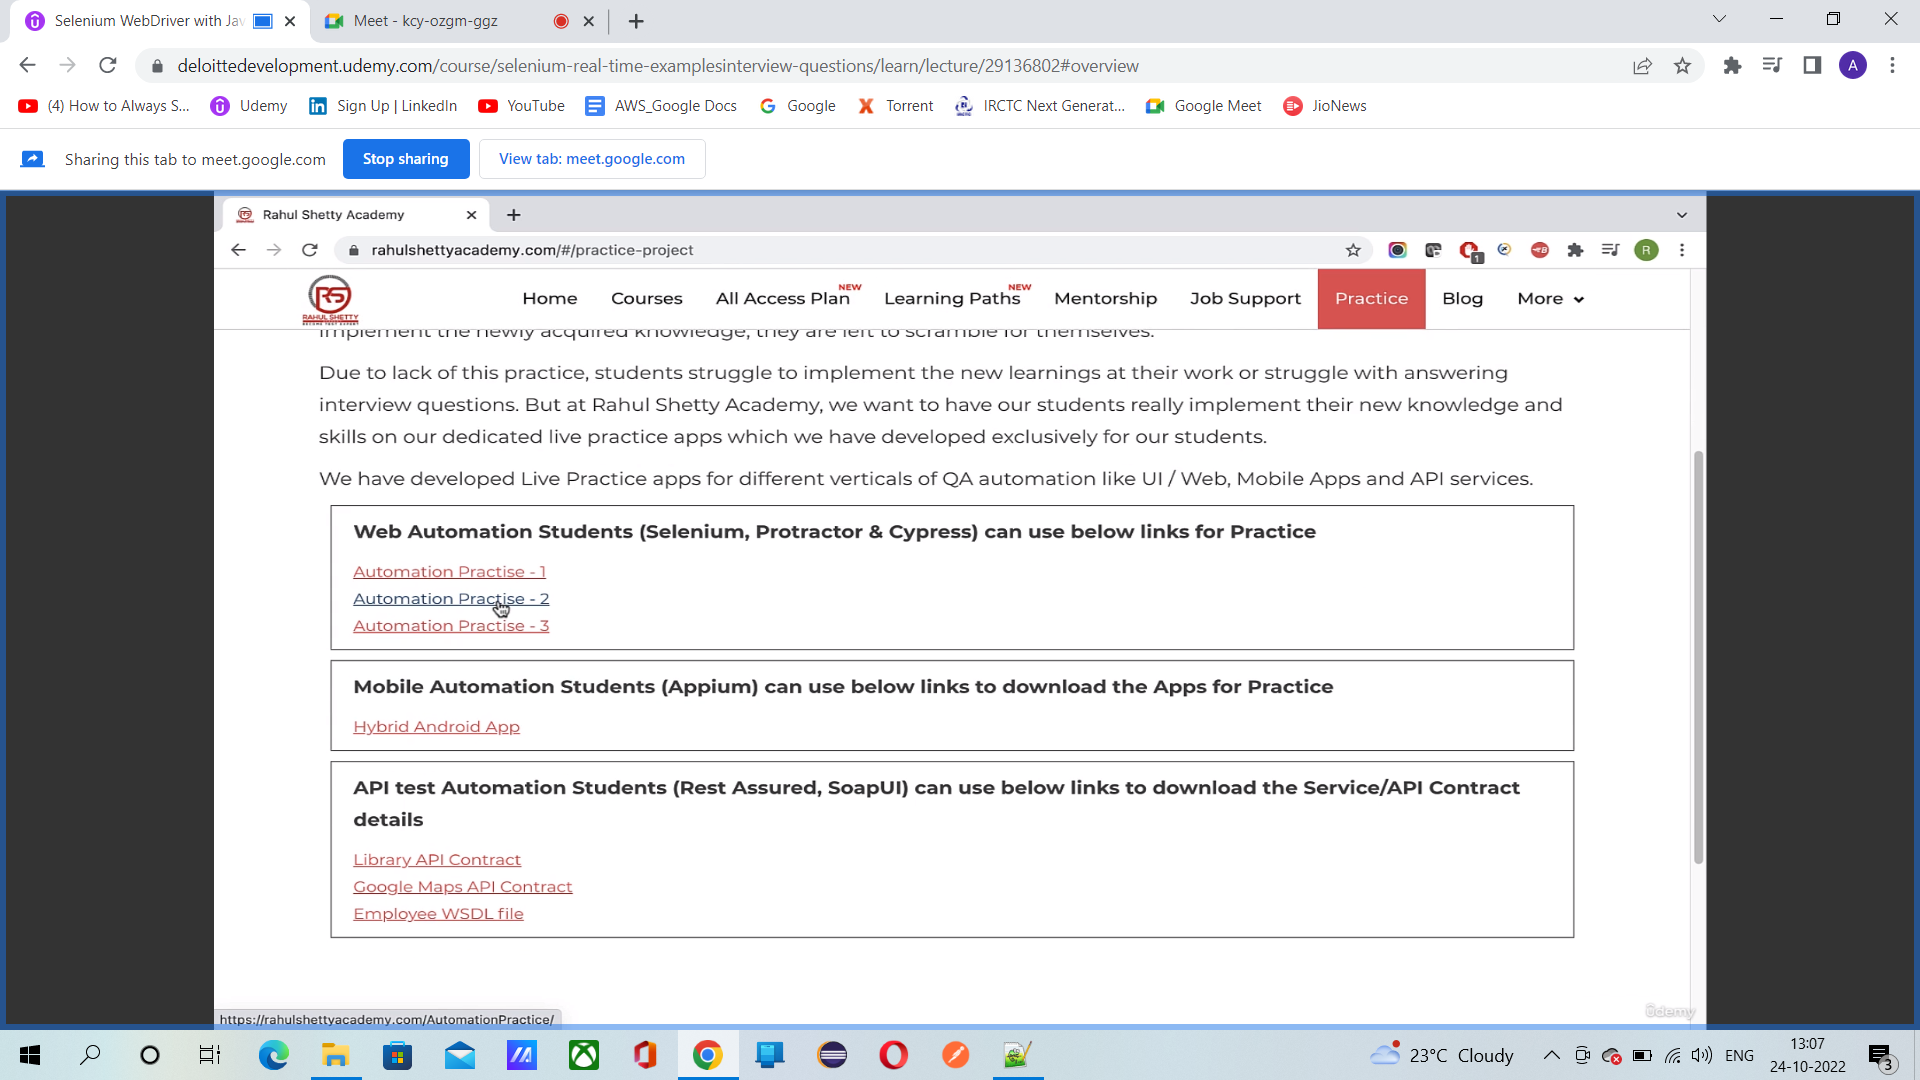 Selenium WebDriver with Jav
Meet - kcy-ozgm-ggz
deloittedevelopment.udemy.com/course/selenium-real-time-examplesinterview-questions/learn/lecture/29136802#overview
A
(4) How to Always S...
Udemy
Sign Up | LinkedIn
YouTube
AWS_Google Docs
Google
Torrent
IRCTC Next Generat...
Google Meet
JioNews
Sharing this tab to meet.google.com
Stop sharing
View tab: meet.google.com
Rahul Shetty Academy
rahulshettyacademy.com/#/practice-project
1
R
RS
RAHUL SHETTY
Home
Courses
All Access Plan NEW
Learning Paths NEW
Mentorship
Job Support
Practice
Blog
More
implement the newly acquired knowledge, they are left to scramble for themselves.
Due to lack of this practice, students struggle to implement the new learnings at their work or struggle with answering
interview questions. But at Rahul Shetty Academy, we want to have our students really implement their new knowledge and
skills on our dedicated live practice apps which we have developed exclusively for our students.
We have developed Live Practice apps for different verticals of QA automation like UI / Web, Mobile Apps and API services.
Web Automation Students (Selenium, Protractor & Cypress) can use below links for Practice
Automation Practise - 1
Automation Practise - 2
Automation Practise - 3
Mobile Automation Students (Appium) can use below links to download the Apps for Practice
Hybrid Android App
API test Automation Students (Rest Assured, SoapUI) can use below links to download the Service/API Contract
details
Library API Contract
Google Maps API Contract
Employee WSDL file
ûdemy
https://rahulshettyacademy.com/AutomationPractice/
23°C Cloudy
ENG
13:07
24-10-2022
3